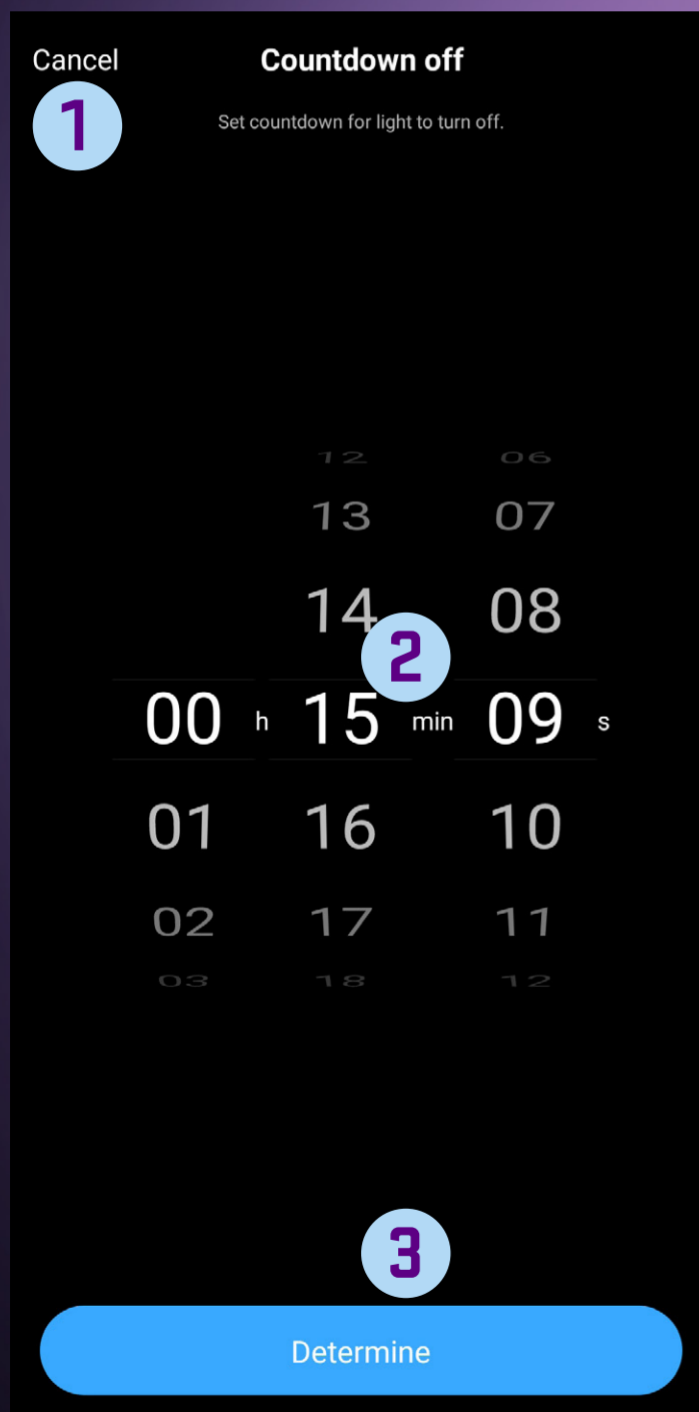 Cancel Countdown off
1 Set countdown for light to turn off.
12 06
13 07
14 08
2
00 h 15 min 09 s
01 16 10
02 17 11
03 18 12
3
Determine